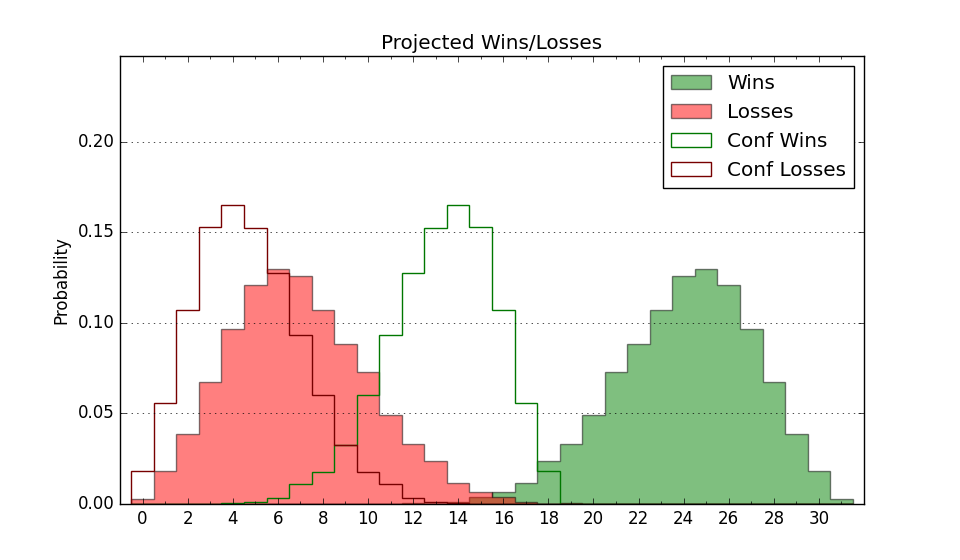 Projected Wins/Losses
Wins
Losses
Conf Wins
Conf Losses
Probability
0.20
0.15
0.10
0.05
0.00
0 2 4 6 8 10 12 14 16 18 20 22 24 26 28 30